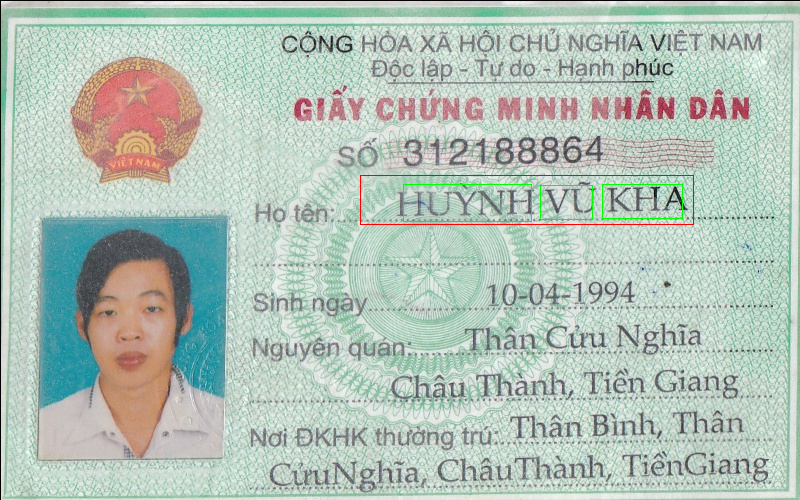 CỘNG HÒA XÃ HỘI CHỦ NGHĨA VIỆT NAM
Độc lập - Tự do - Hạnh phúc
GIẤY CHỨNG MINH NHÂN DÂN
VIỆT NAM
SỐ 312188864
Họ tên: HUỲNH VŨ KHA
Sinh ngày 10-04-1994
Nguyên quán: Thân Cửu Nghĩa
Châu Thành, Tiền Giang
Nơi ĐKHK thường trú: Thân Bình, Thân
CửuNghĩa, ChâuThành, TiềnGiang